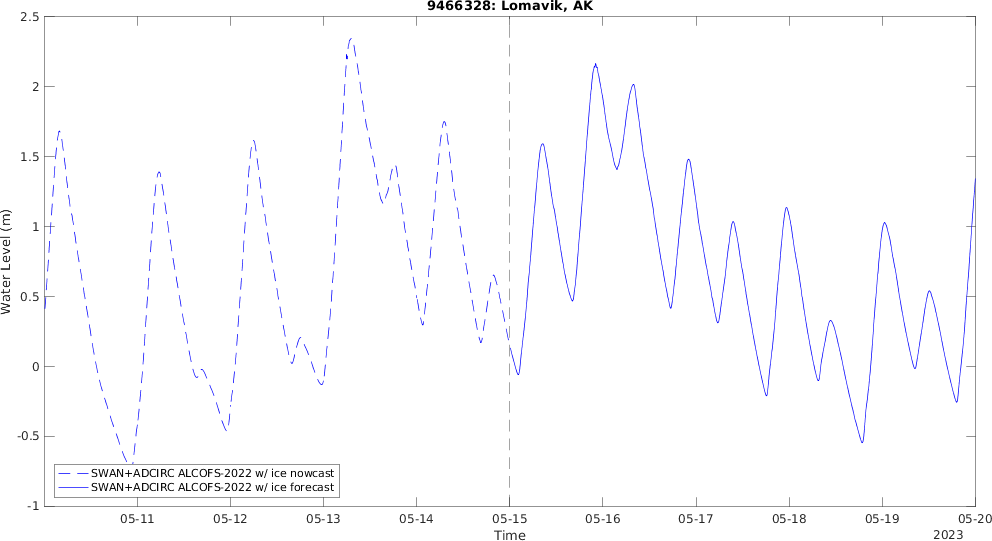 9466328: Lomavik, AK
2.5
2
1.5
1
0.5
0
-0.5
-1
Water Level (m)
SWAN+ADCIRC ALCOFS-2022 w/ ice nowcast
SWAN+ADCIRC ALCOFS-2022 w/ ice forecast
05-11 05-12 05-13 05-14 05-15 05-16 05-17 05-18 05-19 05-20
Time
2023